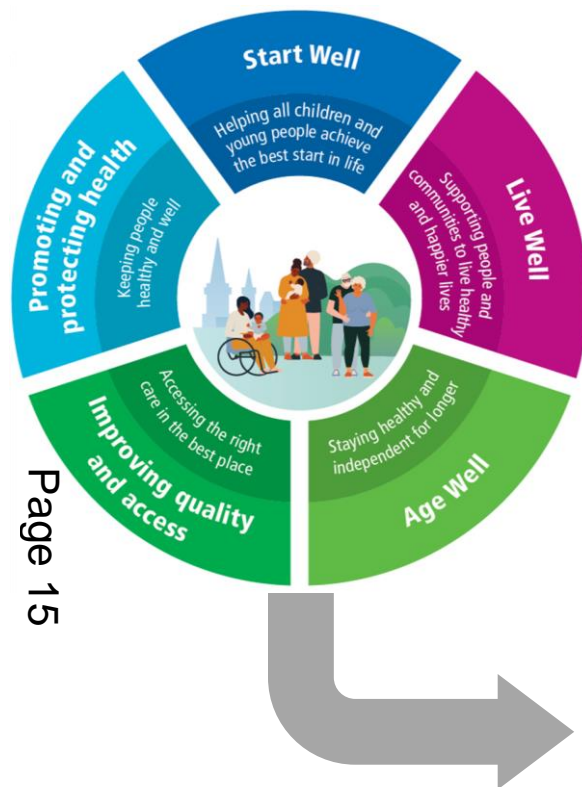 Start Well
Helping all children and
young people achieve
the best start in life
Live Well
Supporting people and
communities to live healthy
and happier lives
Age Well
Staying healthy and
independent for longer
Improving quality
and access
Accessing the right
care in the best place
Promoting and
protecting health
Keeping people
healthy and well
Page 15